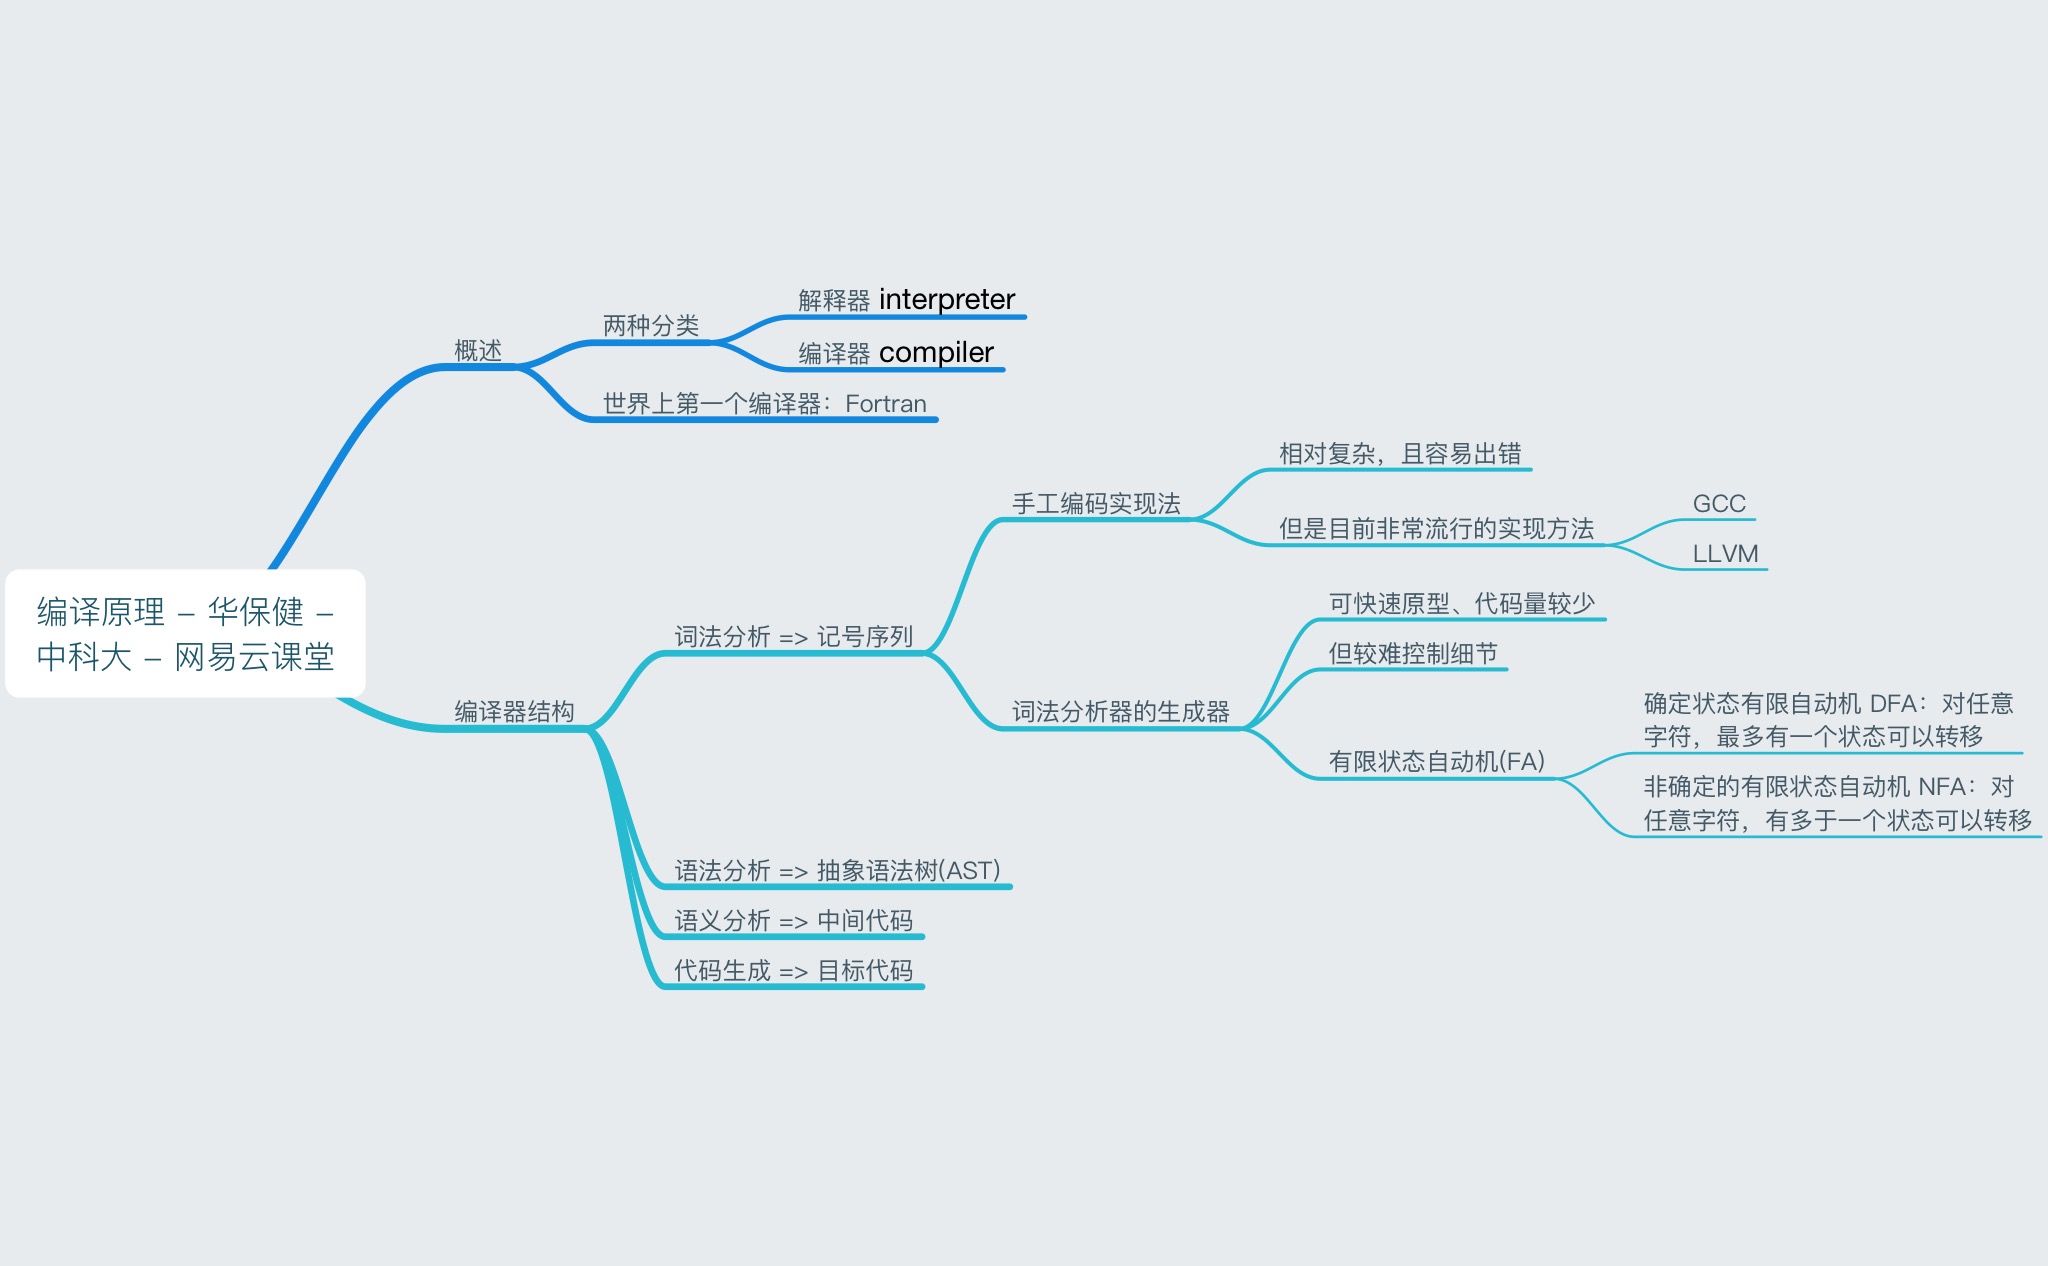 编译原理 – 华保健 –
中科大 – 网易云课堂
概述
两种分类
解释器 interpreter
编译器 compiler
世界上第一个编译器：Fortran
编译器结构
词法分析 => 记号序列
手工编码实现法
相对复杂，且容易出错
但是目前非常流行的实现方法
GCC
LLVM
词法分析器的生成器
可快速原型、代码量较少
但较难控制细节
有限状态自动机(FA)
确定状态有限自动机 DFA：对任意
字符，最多有一个状态可以转移
非确定的有限状态自动机 NFA：对
任意字符，有多于一个状态可以转移
语法分析 => 抽象语法树(AST)
语义分析 => 中间代码
代码生成 => 目标代码